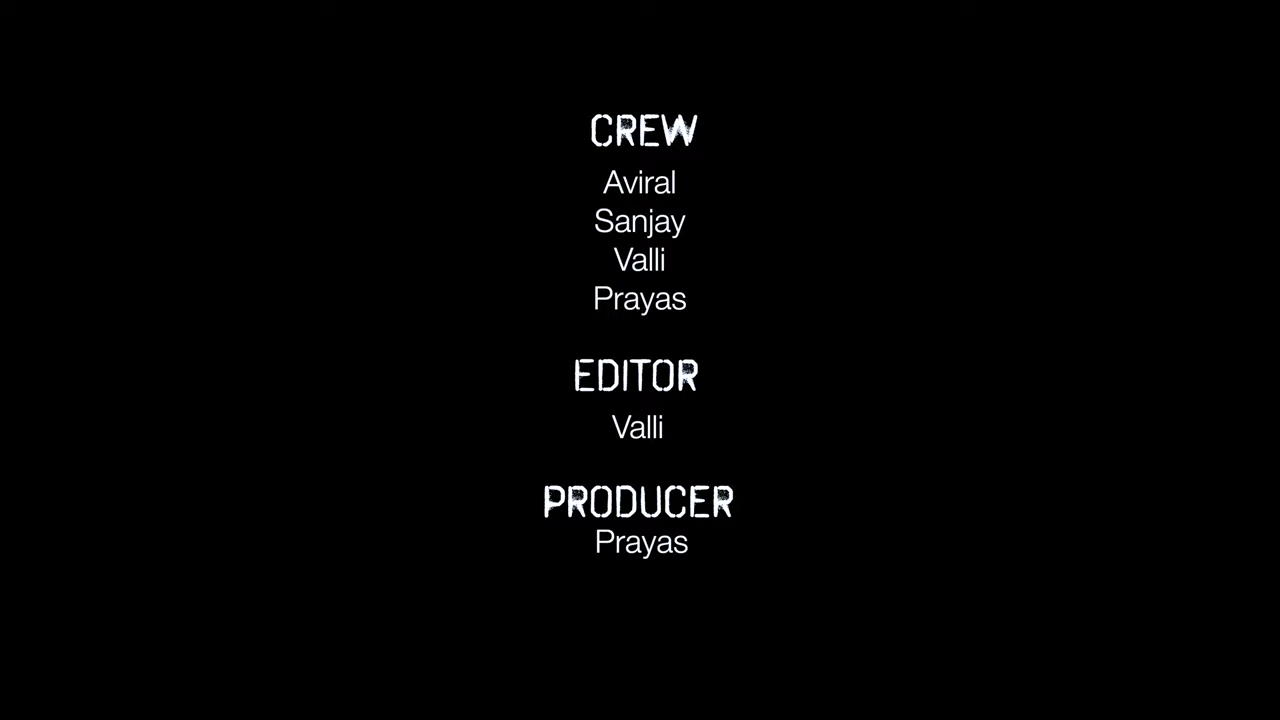 CREW
Aviral
Sanjay
Valli
Prayas
EDITOR
Valli
PRODUCER
Prayas